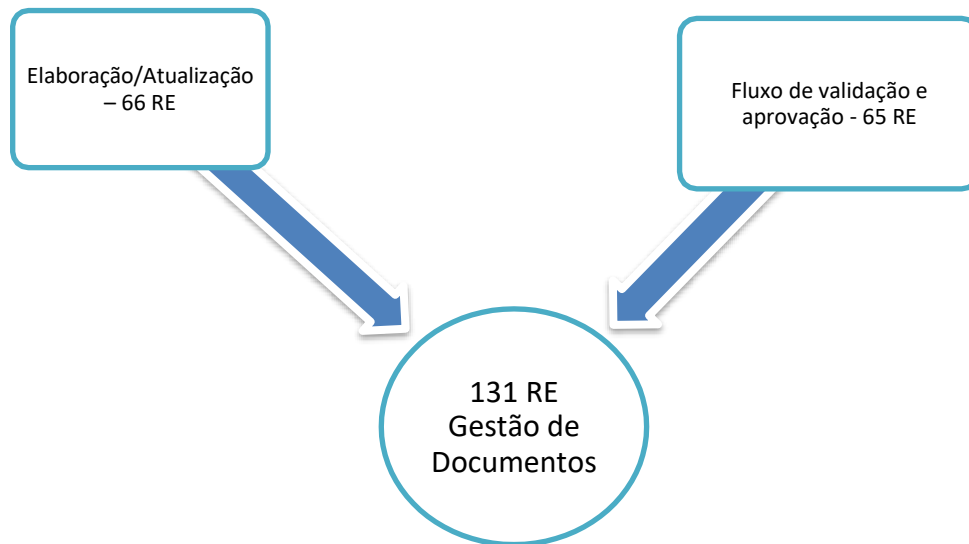 Elaboração/Atualização
– 66 RE
Fluxo de validação e
aprovação - 65 RE
131 RE
Gestão de
Documentos